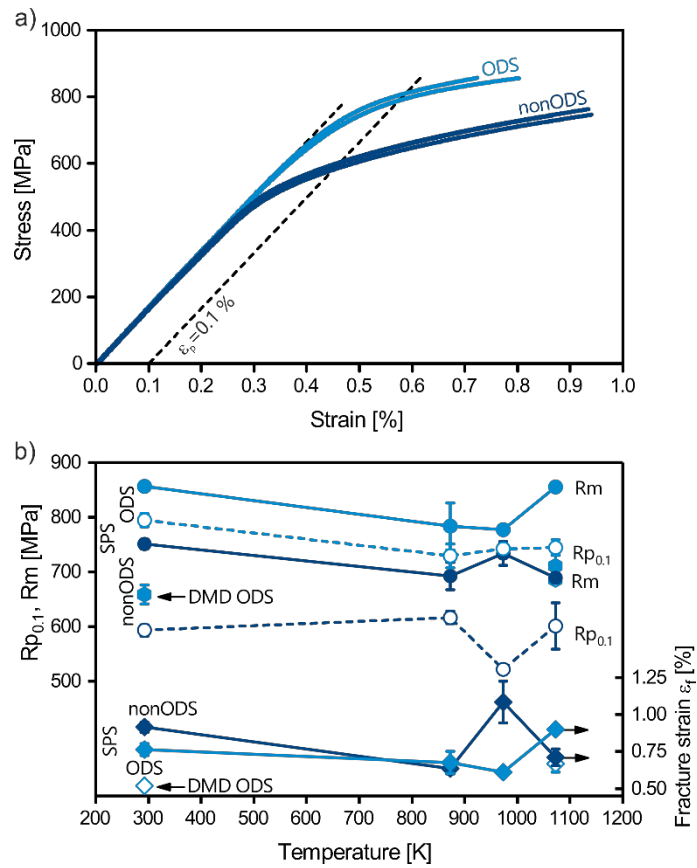 a)
1000
800
600
400
200
0
Stress [MPa]
ODS
nonODS
εp=0.1 %
0.0 0.1 0.2 0.3 0.4 0.5 0.6 0.7 0.8 0.9 1.0
Strain [%]
b)
900
800
700
600
500
Rp0.1, Rm [MPa]
SPS
ODS
nonODS
DMD ODS
Rm
Rp0.1
Rm
Rp0.1
nonODS
SPS
ODS
DMD ODS
1.25
1.00
0.75
0.50
Fracture strain εf [%]
200 300 400 500 600 700 800 900 1000 1100 1200
Temperature [K]